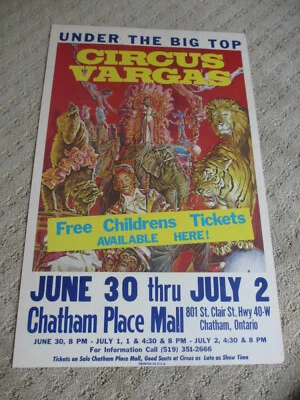 UNDER THE BIG TOP
CIRCUS
VARGAS
Free Childrens Tickets
AVAILABLE HERE!
JUNE 30 thru JULY 2
Chatham Place Mall
801 St. Clair St. Hwy 40-W
Chatham, Ontario
JUNE 30, 8 PM - JULY 1, 1 & 4:30 & 8 PM - JULY 2, 4:30 & 8 PM
For Information Call (519) 351-2666
Tickets on Sale Chatham Place Mall, Good Seats at Circus as Late as Show Time